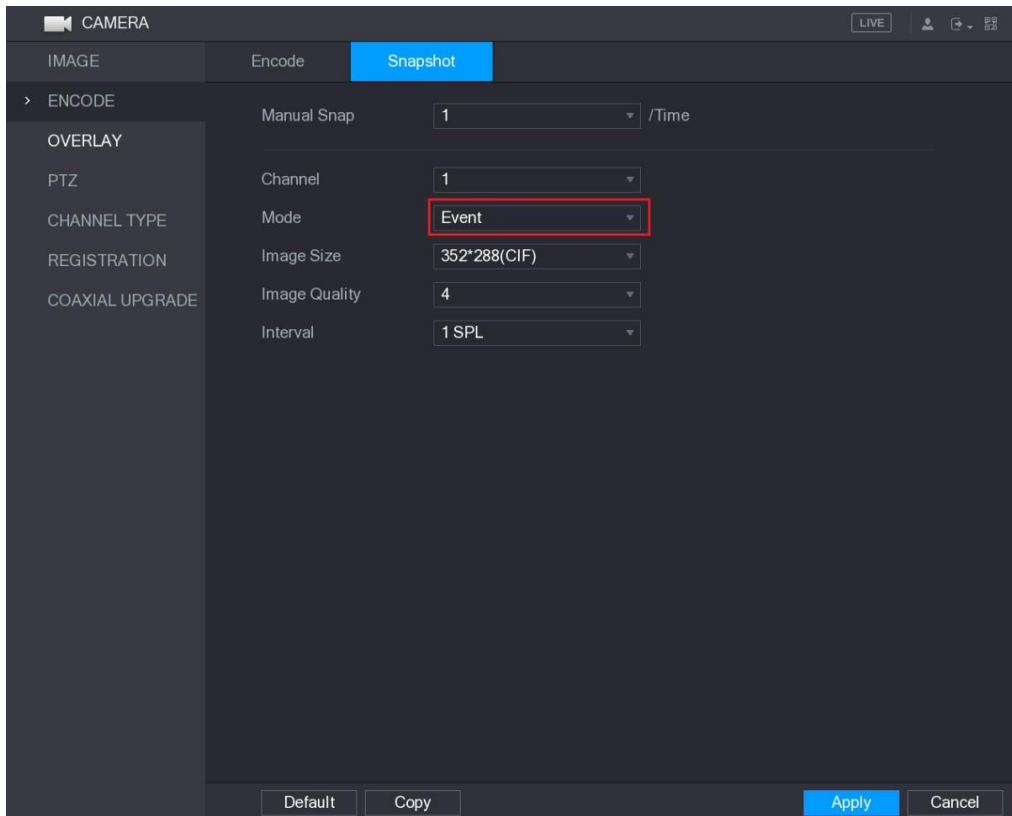 CAMERA
LIVE
IMAGE
ENCODE
OVERLAY
PTZ
CHANNEL TYPE
REGISTRATION
COAXIAL UPGRADE
Encode Snapshot
Manual Snap 1 /Time
Channel 1
Mode Event
Image Size 352*288(CIF)
Image Quality 4
Interval 1 SPL
Default Copy Apply Cancel